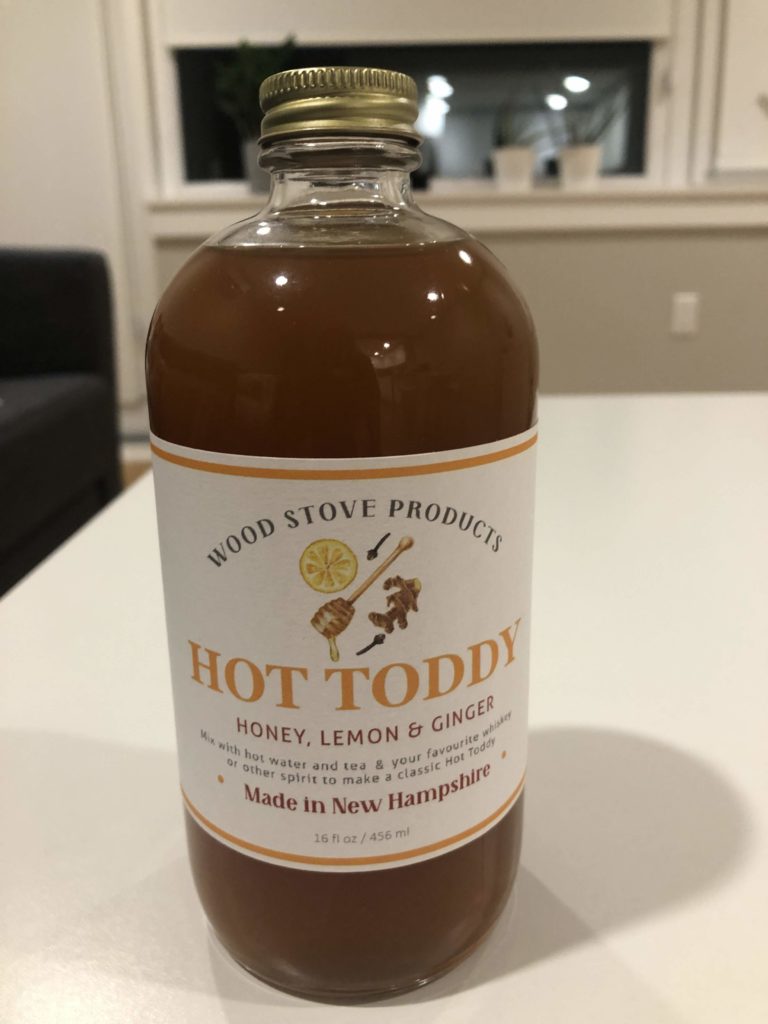 WOOD STOVE PRODUCTS
HOT TODDY
HONEY, LEMON & GINGER
Mix with hot water and tea & your favourite whiskey
or other spirit to make a classic Hot Toddy
Made in New Hampshire
16 fl oz / 456 ml